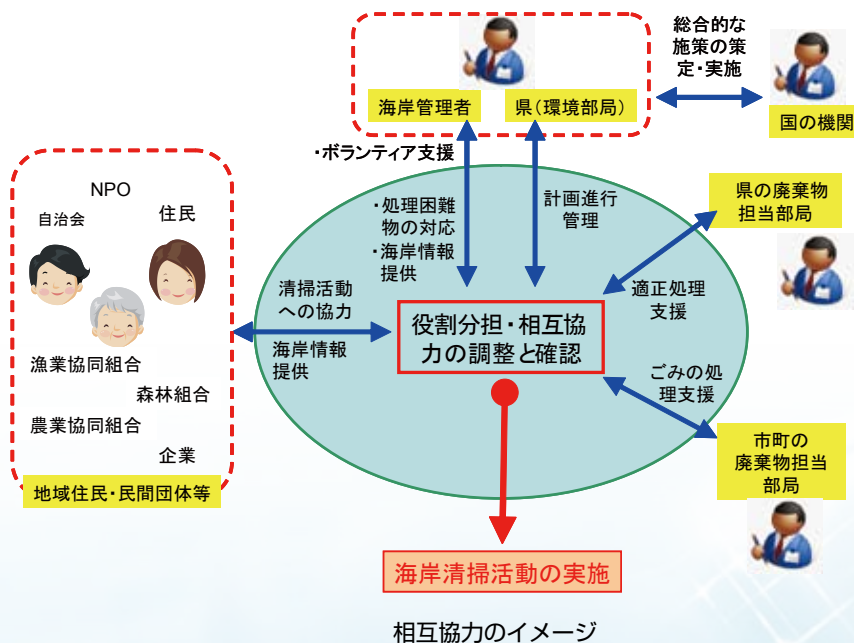 総合的な
施策の策
定・実施
海岸管理者
県(環境部局)
国の機関
・ボランティア支援
NPO
自治会
住民
・処理困難
物の対応
・海岸情報
提供
計画進行
管理
県の廃棄物
担当部局
清掃活動
への協力
海岸情報
提供
役割分担・相互協
力の調整と確認
適正処理
支援
漁業協同組合
森林組合
農業協同組合
企業
地域住民・民間団体等
ごみの処
理支援
市町の
廃棄物担当
部局
海岸清掃活動の実施
相互協力のイメージ